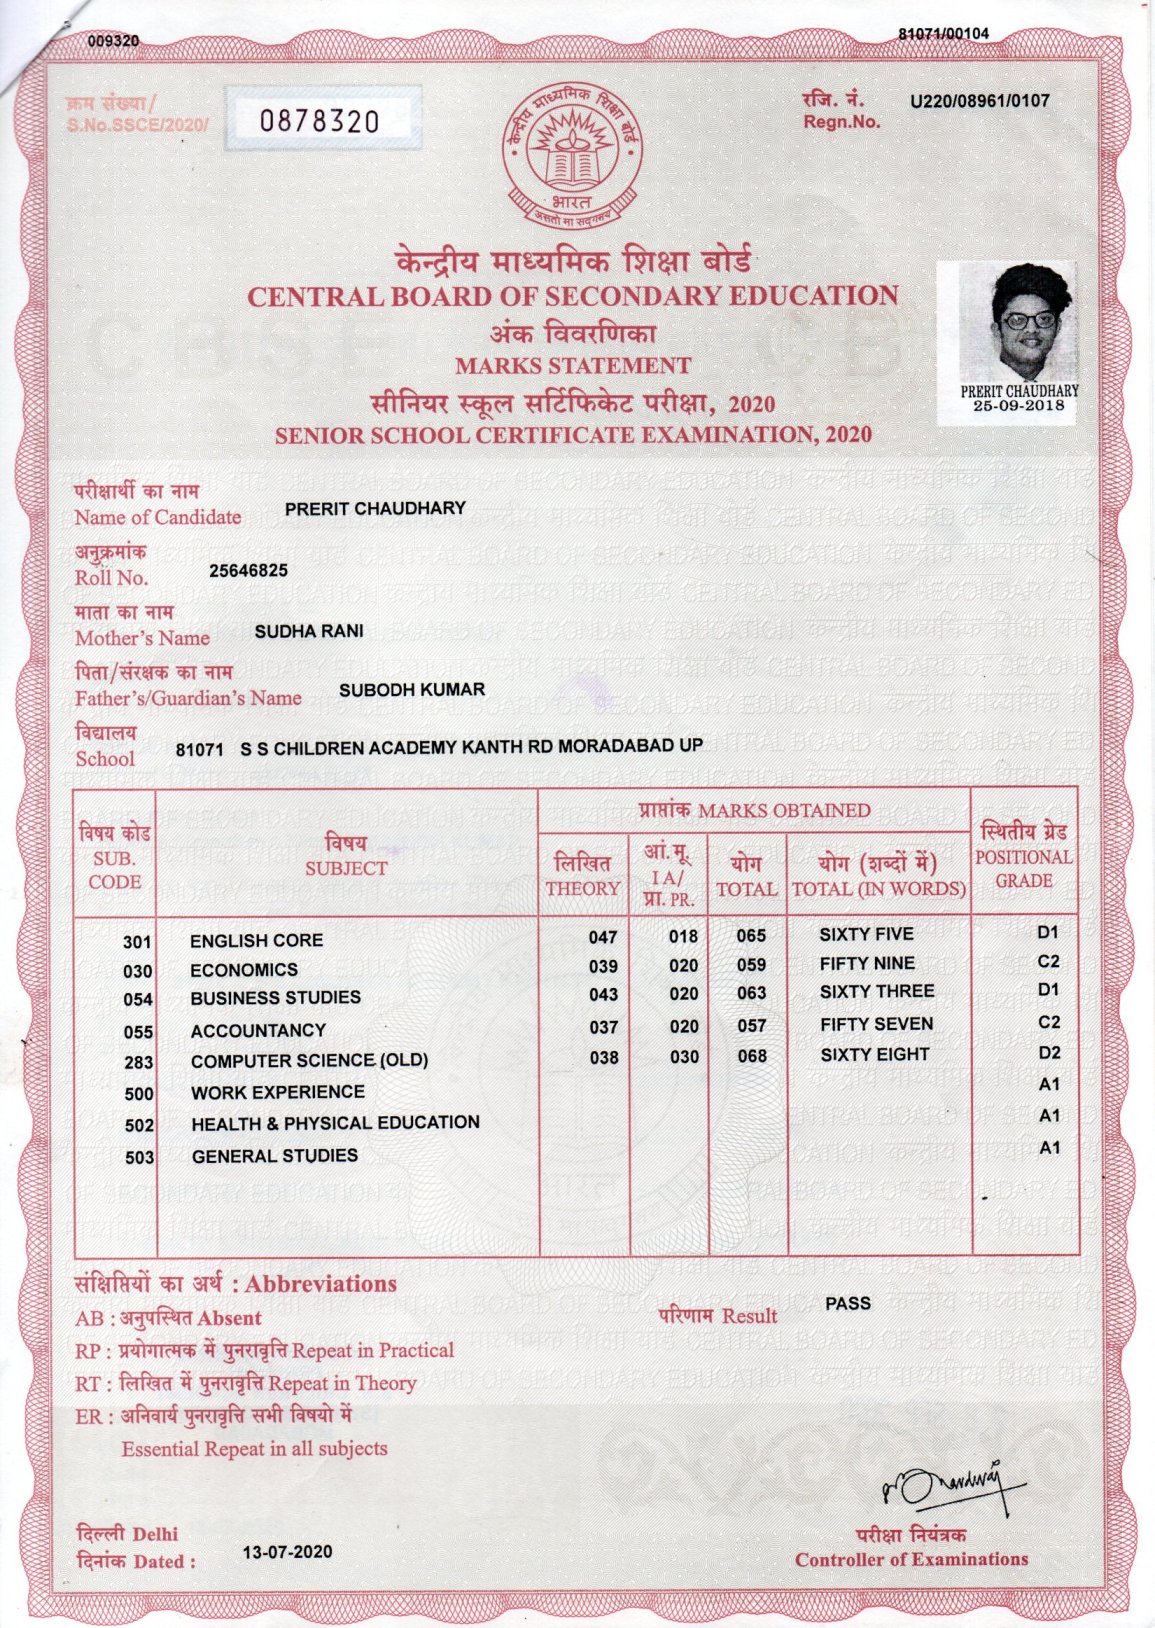 009320
81071/00104
क्रम संख्या/
S.No.SSCE/2020/
0878320
रजि. नं.
Regn.No.
U220/08961/0107
केन्द्रीय माध्यमिक शिक्षा बोर्ड
भारत
असतो मा सद्गमय
केन्द्रीय माध्यमिक शिक्षा बोर्ड
CENTRAL BOARD OF SECONDARY EDUCATION
अंक विवरणिका
MARKS STATEMENT
सीनियर स्कूल सर्टिफिकेट परीक्षा, 2020
SENIOR SCHOOL CERTIFICATE EXAMINATION, 2020
PRERIT CHAUDHARY
25-09-2018
परीक्षार्थी का नाम
Name of Candidate PRERIT CHAUDHARY
अनुक्रमांक
Roll No. 25646825
माता का नाम
Mother's Name SUDHA RANI
पिता/संरक्षक का नाम
Father's/Guardian's Name SUBODH KUMAR
विद्यालय
School 81071 S S CHILDREN ACADEMY KANTH RD MORADABAD UP
विषय कोड
SUB.
CODE
विषय
SUBJECT
प्राप्तांक MARKS OBTAINED
लिखित
THEORY
आं.मू.
I A/
प्रा. PR.
योग
TOTAL
योग (शब्दों में)
TOTAL (IN WORDS)
स्थितीय ग्रेड
POSITIONAL
GRADE
301 ENGLISH CORE 047 018 065 SIXTY FIVE D1
030 ECONOMICS 039 020 059 FIFTY NINE C2
054 BUSINESS STUDIES 043 020 063 SIXTY THREE D1
055 ACCOUNTANCY 037 020 057 FIFTY SEVEN C2
283 COMPUTER SCIENCE (OLD) 038 030 068 SIXTY EIGHT D2
500 WORK EXPERIENCE A1
502 HEALTH & PHYSICAL EDUCATION A1
503 GENERAL STUDIES A1
संक्षिप्तियों का अर्थ : Abbreviations
AB : अनुपस्थित Absent
परिणाम Result PASS
RP : प्रयोगात्मक में पुनरावृत्ति Repeat in Practical
RT : लिखित में पुनरावृत्ति Repeat in Theory
ER : अनिवार्य पुनरावृत्ति सभी विषयो में
Essential Repeat in all subjects
दिल्ली Delhi
दिनांक Dated : 13-07-2020
परीक्षा नियंत्रक
Controller of Examinations